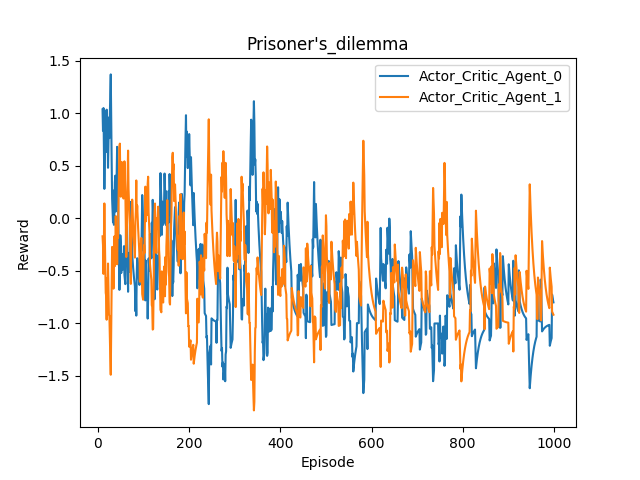 Prisoner's_dilemma
Actor_Critic_Agent_0
Actor_Critic_Agent_1
Reward
1.5
1.0
0.5
0.0
−0.5
−1.0
−1.5
0 200 400 600 800 1000
Episode